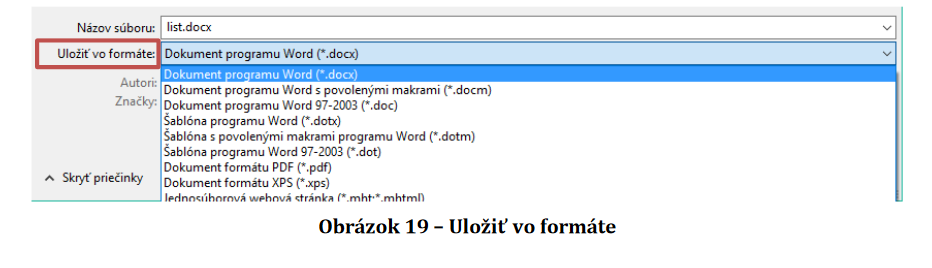 Názov súboru: list.docx
Uložiť vo formáte: Dokument programu Word (*.docx)
Autori:
Značky:
Dokument programu Word (*.docx)
Dokument programu Word s povolenými makrami (*.docm)
Dokument programu Word 97-2003 (*.doc)
Šablóna programu Word (*.dotx)
Šablóna s povolenými makrami programu Word (*.dotm)
Šablóna programu Word 97-2003 (*.dot)
Dokument formátu PDF (*.pdf)
Dokument formátu XPS (*.xps)
Jednosúborová webová stránka (*.mht;*.mhtml)
Skryť priečinky
Obrázok 19 – Uložiť vo formáte